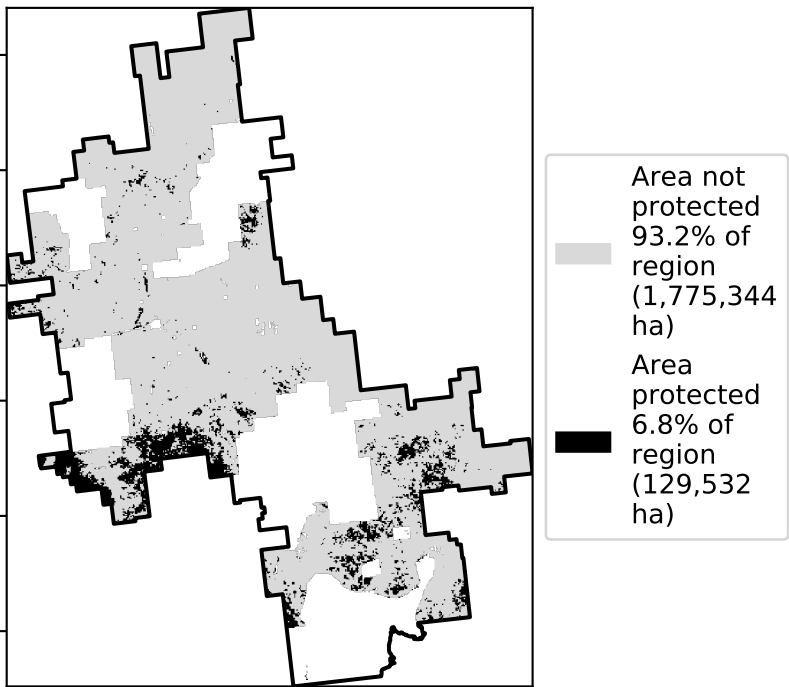 Area not
protected
93.2% of
region
(1,775,344
ha)
Area
protected
6.8% of
region
(129,532
ha)